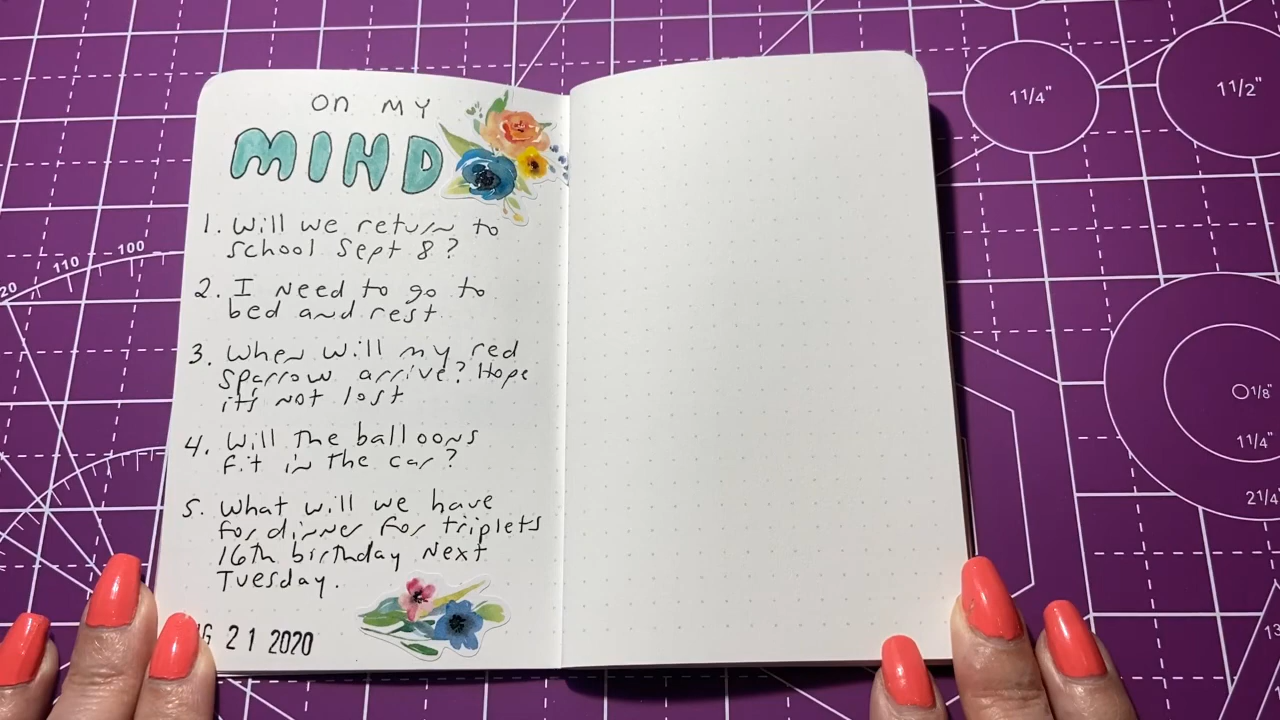 on my
MIND
1. Will we return to
school Sept 8?
2. I need to go to
bed and rest
3. When will my red
sparrow arrive? Hope
it's not lost
4. Will the balloons
fit in the car?
5. What will we have
for dinner for triplets
16th birthday next
Tuesday.
21 2020
100
110
20
1 1/4"
1 1/2"
1/8"
1 1/4"
2 1/4
13